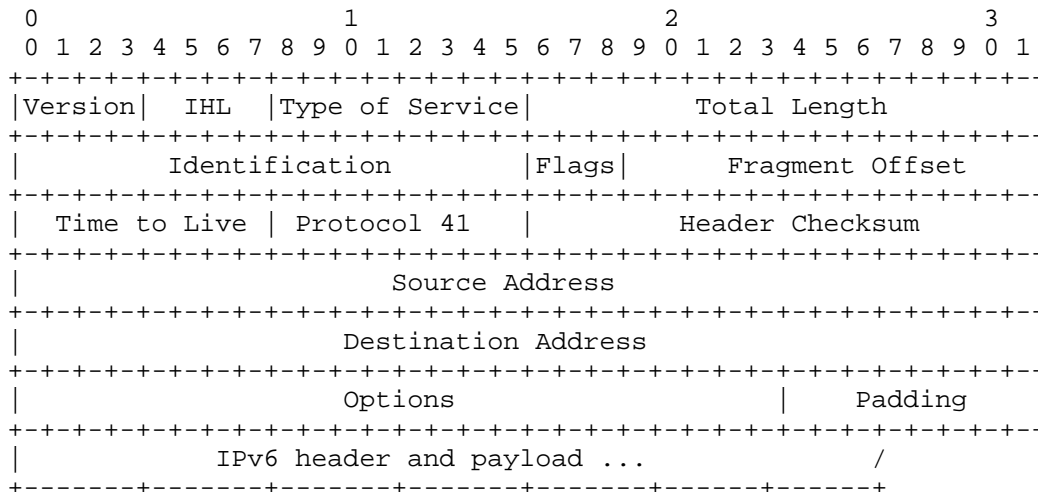 0                   1                   2                   3
 0 1 2 3 4 5 6 7 8 9 0 1 2 3 4 5 6 7 8 9 0 1 2 3 4 5 6 7 8 9 0 1
+-+-+-+-+-+-+-+-+-+-+-+-+-+-+-+-+-+-+-+-+-+-+-+-+-+-+-+-+-+-+-+--
|Version|  IHL  |Type of Service|          Total Length
+-+-+-+-+-+-+-+-+-+-+-+-+-+-+-+-+-+-+-+-+-+-+-+-+-+-+-+-+-+-+-+--
|         Identification        |Flags|      Fragment Offset
+-+-+-+-+-+-+-+-+-+-+-+-+-+-+-+-+-+-+-+-+-+-+-+-+-+-+-+-+-+-+-+--
|  Time to Live | Protocol 41   |         Header Checksum
+-+-+-+-+-+-+-+-+-+-+-+-+-+-+-+-+-+-+-+-+-+-+-+-+-+-+-+-+-+-+-+--
|                       Source Address
+-+-+-+-+-+-+-+-+-+-+-+-+-+-+-+-+-+-+-+-+-+-+-+-+-+-+-+-+-+-+-+--
|                    Destination Address
+-+-+-+-+-+-+-+-+-+-+-+-+-+-+-+-+-+-+-+-+-+-+-+-+-+-+-+-+-+-+-+--
|                    Options                    |    Padding
+-+-+-+-+-+-+-+-+-+-+-+-+-+-+-+-+-+-+-+-+-+-+-+-+-+-+-+-+-+-+-+--
|            IPv6 header and payload ...              /
+-------+-------+-------+-------+-------+------+------+